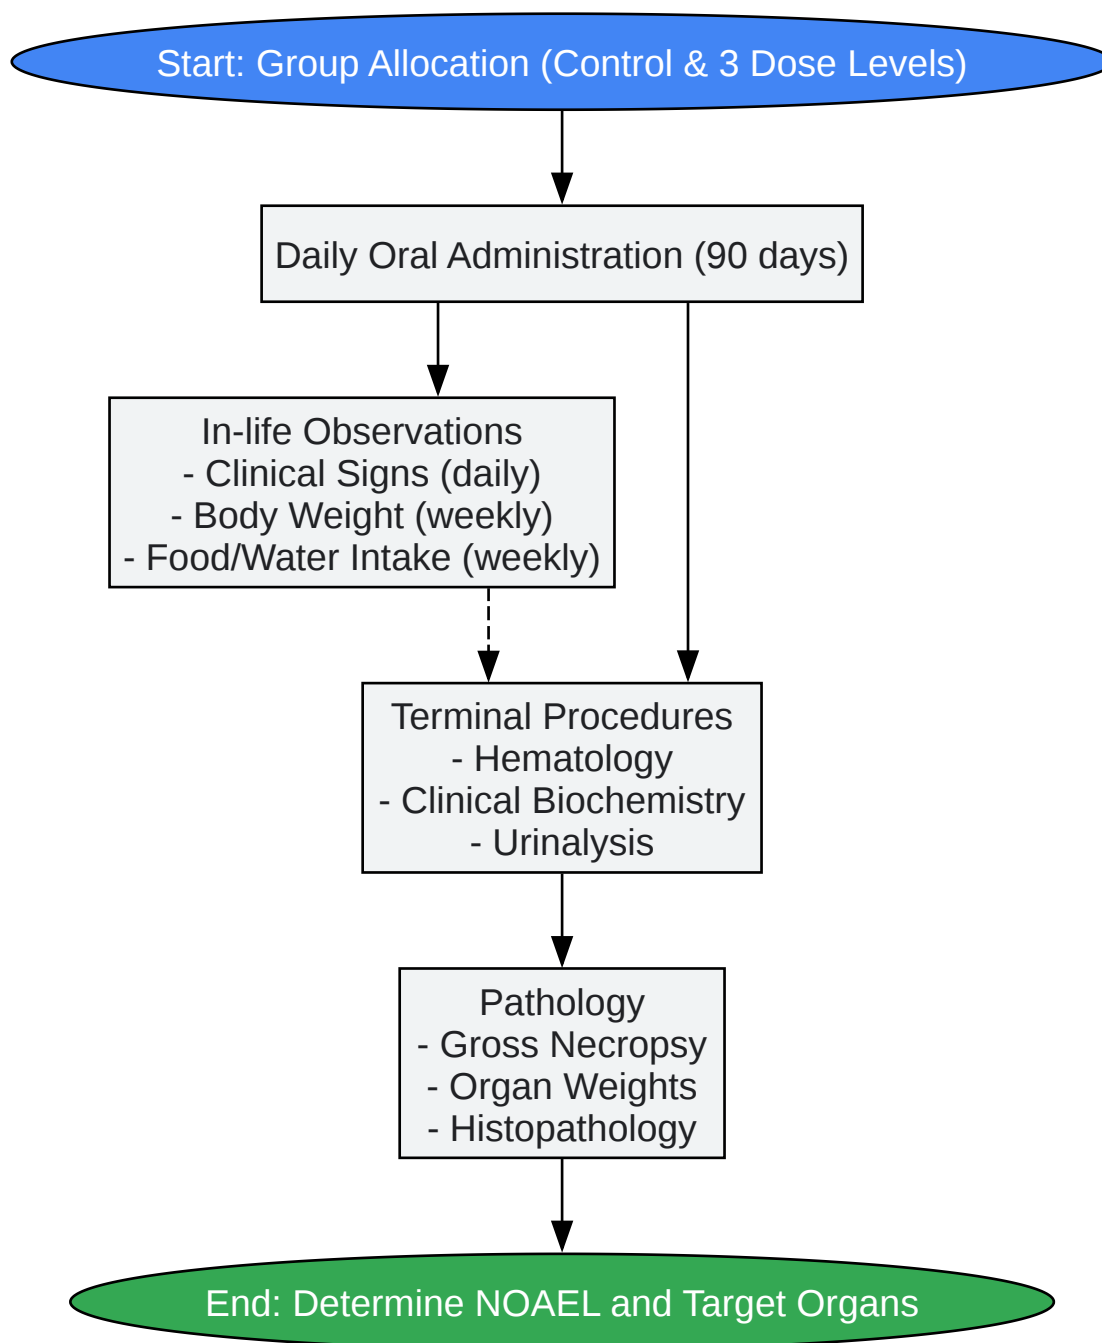 Start: Group Allocation (Control & 3 Dose Levels)
Daily Oral Administration (90 days)
In-life Observations
- Clinical Signs (daily)
- Body Weight (weekly)
- Food/Water Intake (weekly)
Terminal Procedures
- Hematology
- Clinical Biochemistry
- Urinalysis
Pathology
- Gross Necropsy
- Organ Weights
- Histopathology
End: Determine NOAEL and Target Organs